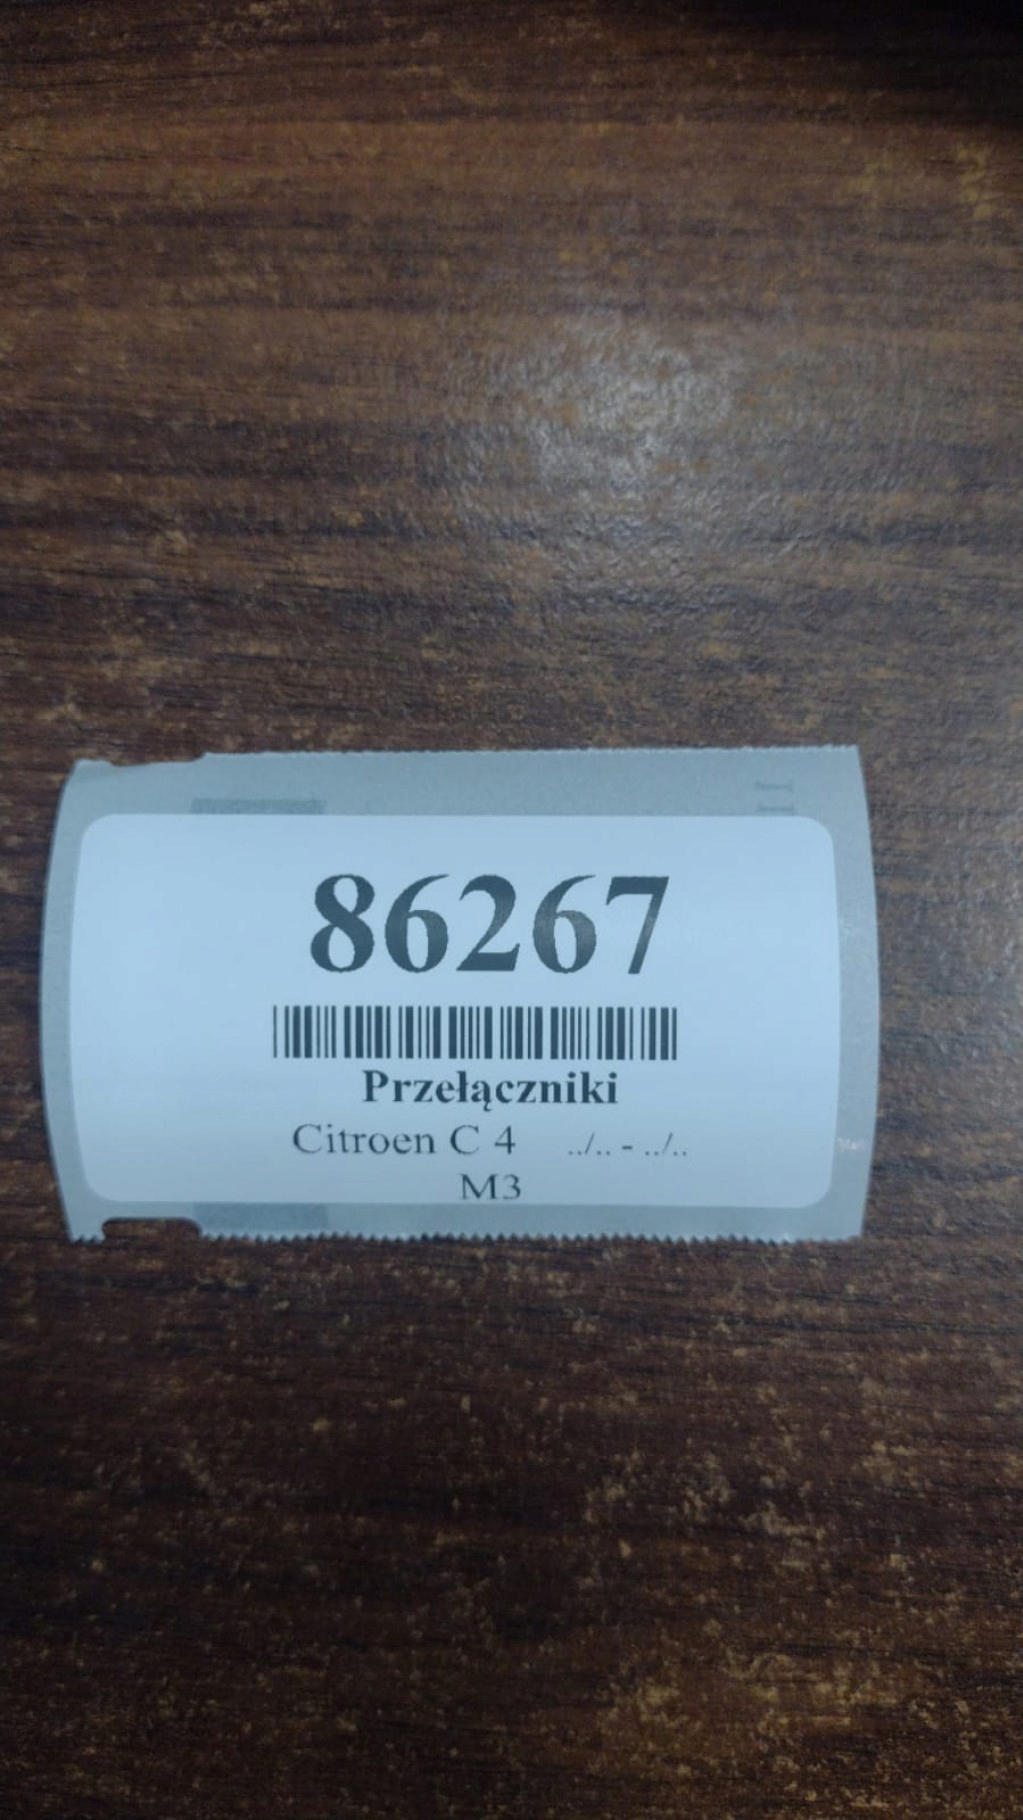 86267
Przełączniki
Citroen C 4 ../.. - ../..
M3